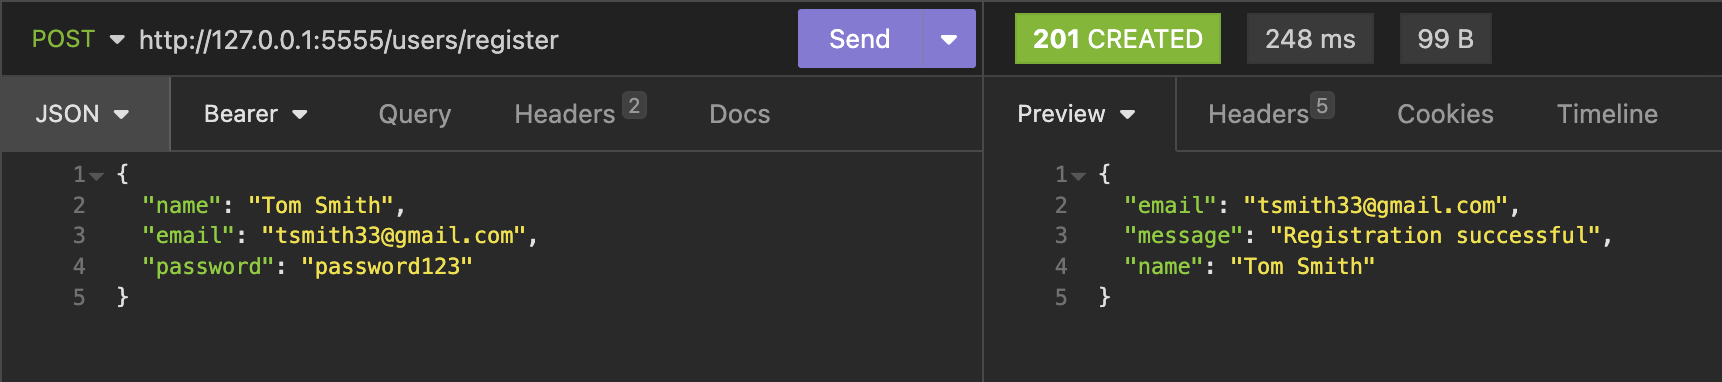 POST http://127.0.0.1:5555/users/register Send
JSON Bearer Query Headers 2 Docs
1 {
2 "name": "Tom Smith",
3 "email": "tsmith33@gmail.com",
4 "password": "password123"
5 }
201 CREATED 248 ms 99 B
Preview Headers 5 Cookies Timeline
1 {
2 "email": "tsmith33@gmail.com",
3 "message": "Registration successful",
4 "name": "Tom Smith"
5 }